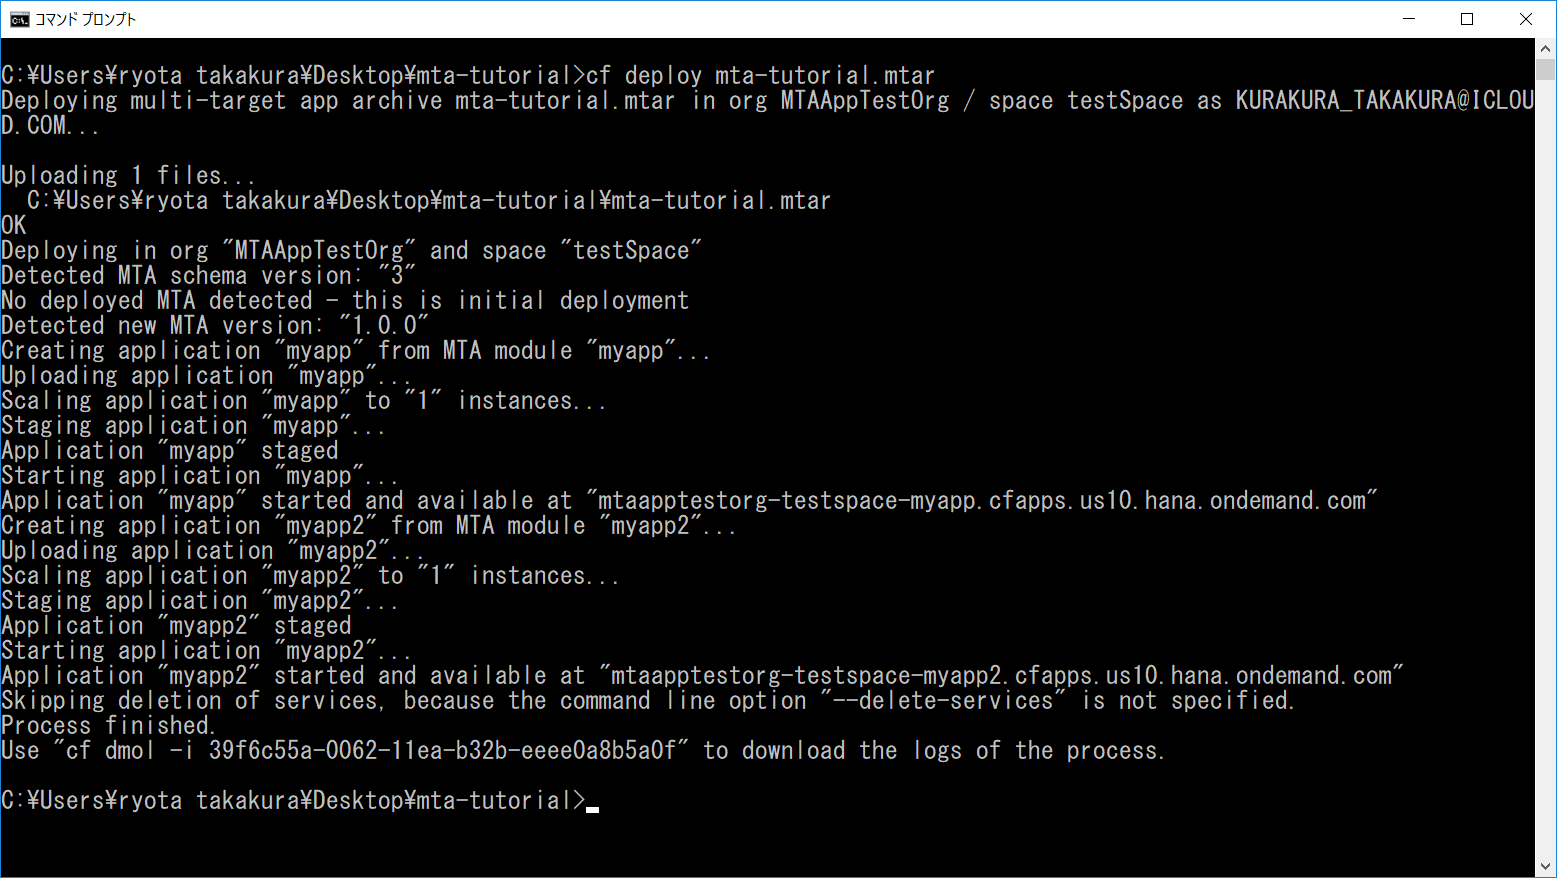 コマンド プロンプト
C:¥Users¥ryota takakura¥Desktop¥mta-tutorial>cf deploy mta-tutorial.mtar
Deploying multi-target app archive mta-tutorial.mtar in org MTAAppTestOrg / space testSpace as KURAKURA_TAKAKURA@ICLOU
D.COM...
Uploading 1 files...
C:¥Users¥ryota takakura¥Desktop¥mta-tutorial¥mta-tutorial.mtar
OK
Deploying in org "MTAAppTestOrg" and space "testSpace"
Detected MTA schema version: "3"
No deployed MTA detected - this is initial deployment
Detected new MTA version: "1.0.0"
Creating application "myapp" from MTA module "myapp"...
Uploading application "myapp"...
Scaling application "myapp" to "1" instances...
Staging application "myapp"...
Application "myapp" staged
Starting application "myapp"...
Application "myapp" started and available at "mtaapptestorg-testspace-myapp.cfapps.us10.hana.ondemand.com"
Creating application "myapp2" from MTA module "myapp2"...
Uploading application "myapp2"...
Scaling application "myapp2" to "1" instances...
Staging application "myapp2"...
Application "myapp2" staged
Starting application "myapp2"...
Application "myapp2" started and available at "mtaapptestorg-testspace-myapp2.cfapps.us10.hana.ondemand.com"
Skipping deletion of services, because the command line option "--delete-services" is not specified.
Process finished.
Use "cf dmol -i 39f6c55a-0062-11ea-b32b-eeee0a8b5a0f" to download the logs of the process.
C:¥Users¥ryota takakura¥Desktop¥mta-tutorial>